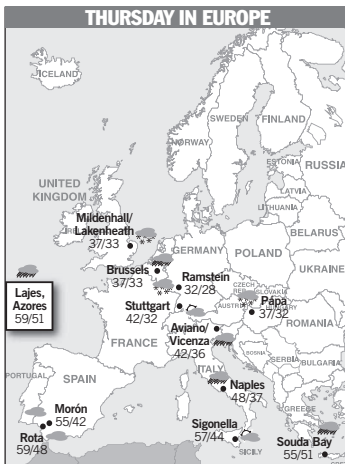 THURSDAY IN EUROPE
ICELAND
SWEDEN
FINLAND
NORWAY
ESTONIA
RUSSIA
LATVIA
LITHUANIA
UNITED
KINGDOM
Mildenhall/
Lakenheath
37/33
BELARUS
GERMANY
POLAND
Brussels
37/33
Ramstein
32/28
UKRAINE
Lajes,
Azores
59/51
CZECH
REP.
SLOVAKIA
Stuttgart
42/32
AUSTRIA
Pápa
37/32
HUNGARY
Aviano/
Vicenza
42/36
ROMANIA
FRANCE
BOSNIA
SERBIA
BULGARIA
ITALY
PORTUGAL
SPAIN
Naples
48/37
Morón
55/42
GREECE
Sigonella
57/44
Rota
59/48
SICILY
Souda Bay
55/51